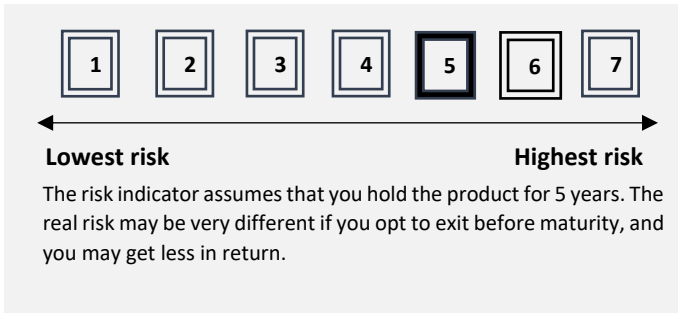 1 2 3 4 5 6 7
Lowest risk Highest risk
The risk indicator assumes that you hold the product for 5 years. The
real risk may be very different if you opt to exit before maturity, and
you may get less in return.